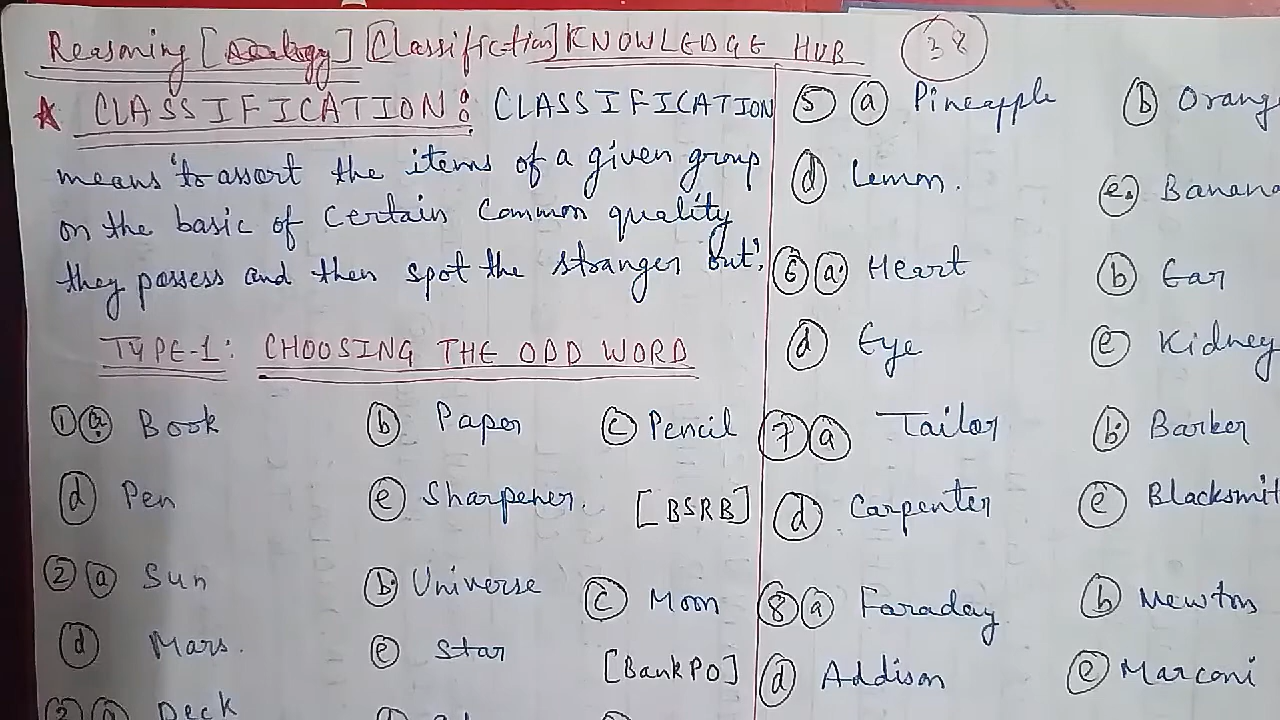 Reasoning [Analogy] [Classifiction] KNOWLEDGE HUB 38
★ CLASSIFICATION: CLASSIFICATION
means "to assort the items of a given group
on the basic of certain common quality
they possess and then spot the stranger out".
TYPE-1: CHOOSING THE ODD WORD
① ⓐ Book ⓑ Paper ⓒ Pencil
ⓓ Pen ⓔ Sharpener. [BSRB]
② ⓐ Sun ⓑ Universe ⓒ Moon
ⓓ Mars. ⓔ Star [Bank PO]
ⓐ Deck
⑤ ⓐ Pineapple ⓑ Orang
ⓓ Lemon. ⓔ Banana
⑥ ⓐ Heart ⓑ Ear
ⓓ Eye ⓔ Kidney
⑦ ⓐ Tailor ⓑ Barker
ⓓ Carpenter ⓔ Blacksmit
⑧ ⓐ Faraday ⓑ Newton
ⓓ Addison ⓔ Marconi